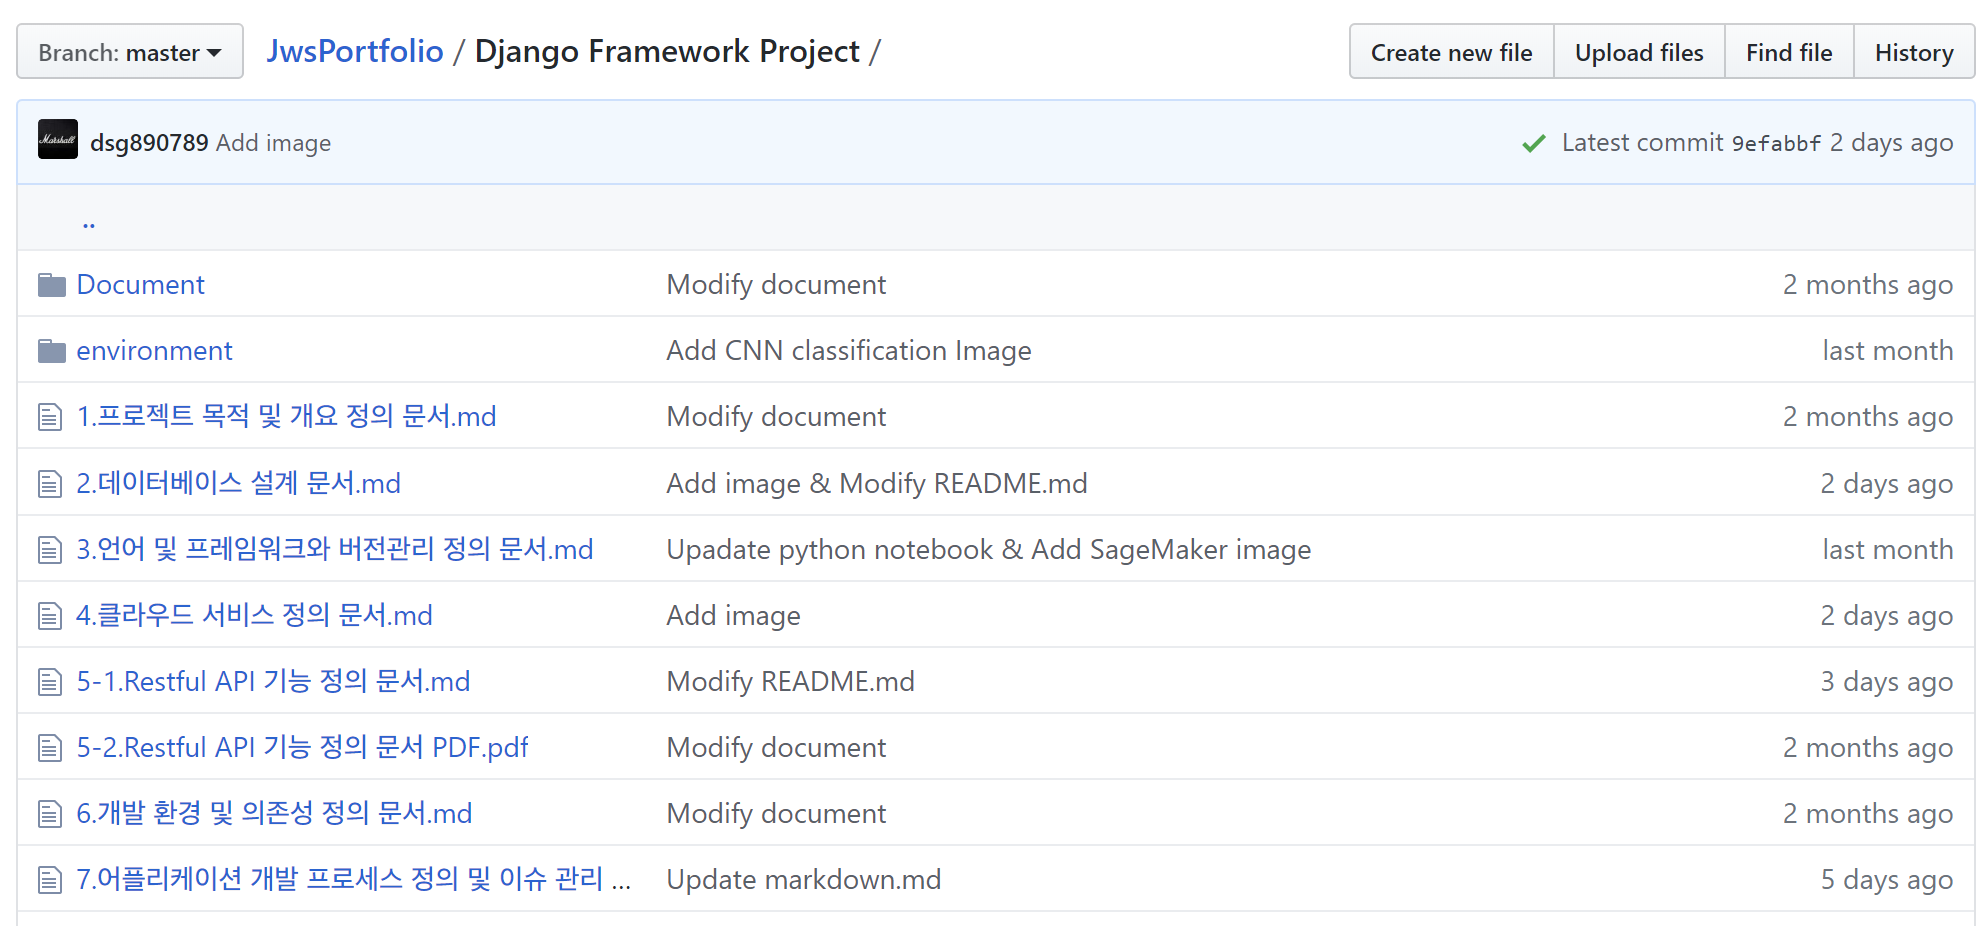 Branch: master JwsPortfolio / Django Framework Project / Create new file Upload files Find file History
Marshall dsg890789 Add image Latest commit 9efabbf 2 days ago
..
Document Modify document 2 months ago
environment Add CNN classification Image last month
1.프로젝트 목적 및 개요 정의 문서.md Modify document 2 months ago
2.데이터베이스 설계 문서.md Add image & Modify README.md 2 days ago
3.언어 및 프레임워크와 버전관리 정의 문서.md Upadate python notebook & Add SageMaker image last month
4.클라우드 서비스 정의 문서.md Add image 2 days ago
5-1.Restful API 기능 정의 문서.md Modify README.md 3 days ago
5-2.Restful API 기능 정의 문서 PDF.pdf Modify document 2 months ago
6.개발 환경 및 의존성 정의 문서.md Modify document 2 months ago
7.어플리케이션 개발 프로세스 정의 및 이슈 관리 ... Update markdown.md 5 days ago